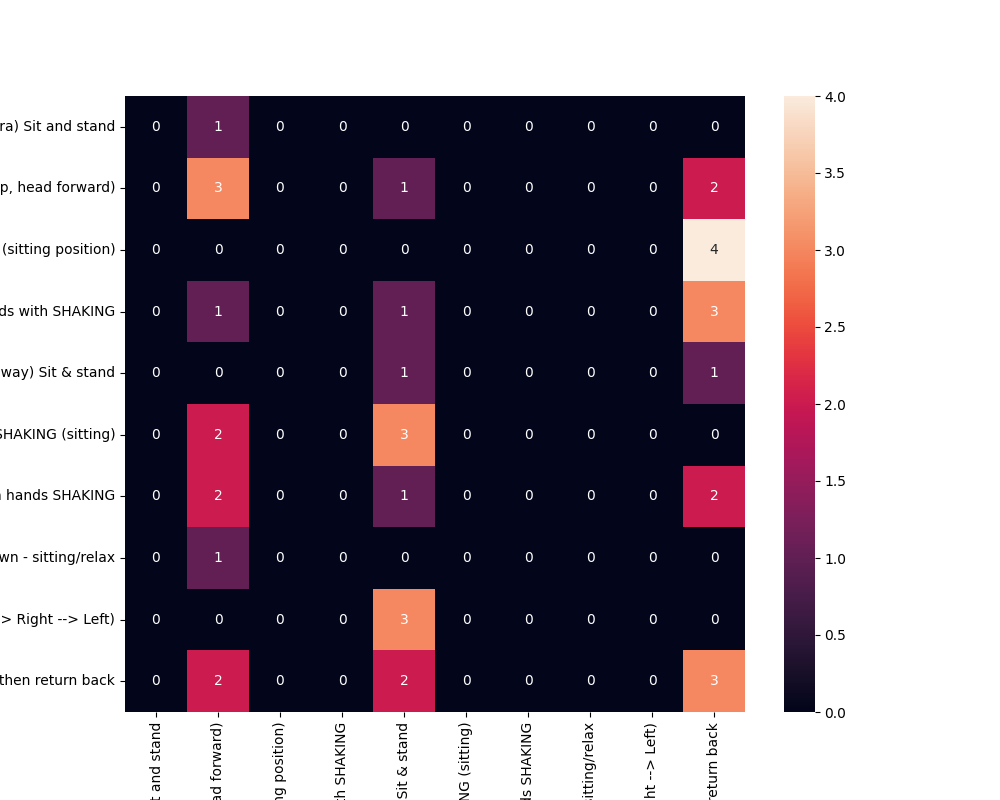 ra) Sit and stand 0 1 0 0 0 0 0 0 0 0
p, head forward) 0 3 0 0 1 0 0 0 0 2
(sitting position) 0 0 0 0 0 0 0 0 0 4
ds with SHAKING 0 1 0 0 1 0 0 0 0 3
way) Sit & stand 0 0 0 0 1 0 0 0 0 1
SHAKING (sitting) 0 2 0 0 3 0 0 0 0 0
hands SHAKING 0 2 0 0 1 0 0 0 0 2
wn - sitting/relax 0 1 0 0 0 0 0 0 0 0
> Right --> Left) 0 0 0 0 3 0 0 0 0 0
then return back 0 2 0 0 2 0 0 0 0 3
t and stand
ad forward)
ng position)
th SHAKING
Sit & stand
NG (sitting)
ds SHAKING
sitting/relax
ht --> Left)
return back
4.0
3.5
3.0
2.5
2.0
1.5
1.0
0.5
0.0